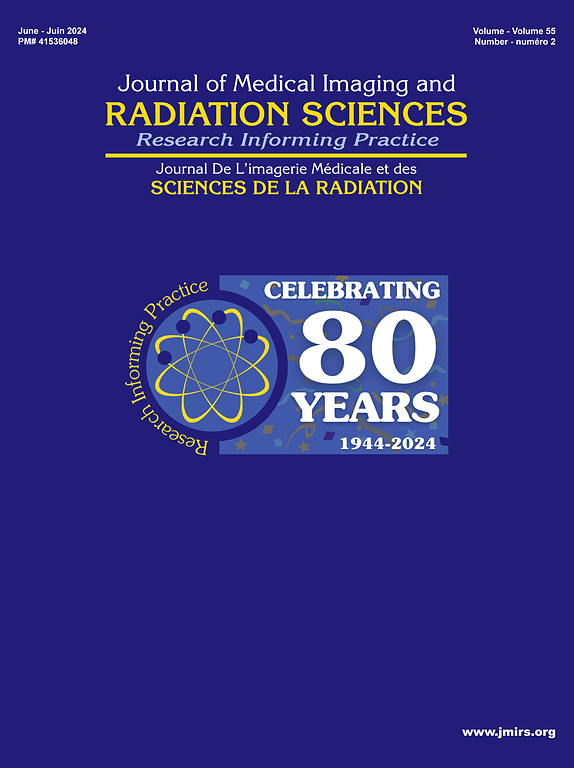 June - Juin 2024
PM# 41536048
Volume - Volume 55
Number - numéro 2
Journal of Medical Imaging and
RADIATION SCIENCES
Research Informing Practice
Journal De L'imagerie Médicale et des
SCIENCES DE LA RADIATION
Research Informing Practice
CELEBRATING
80
YEARS
1944-2024
www.jmirs.org